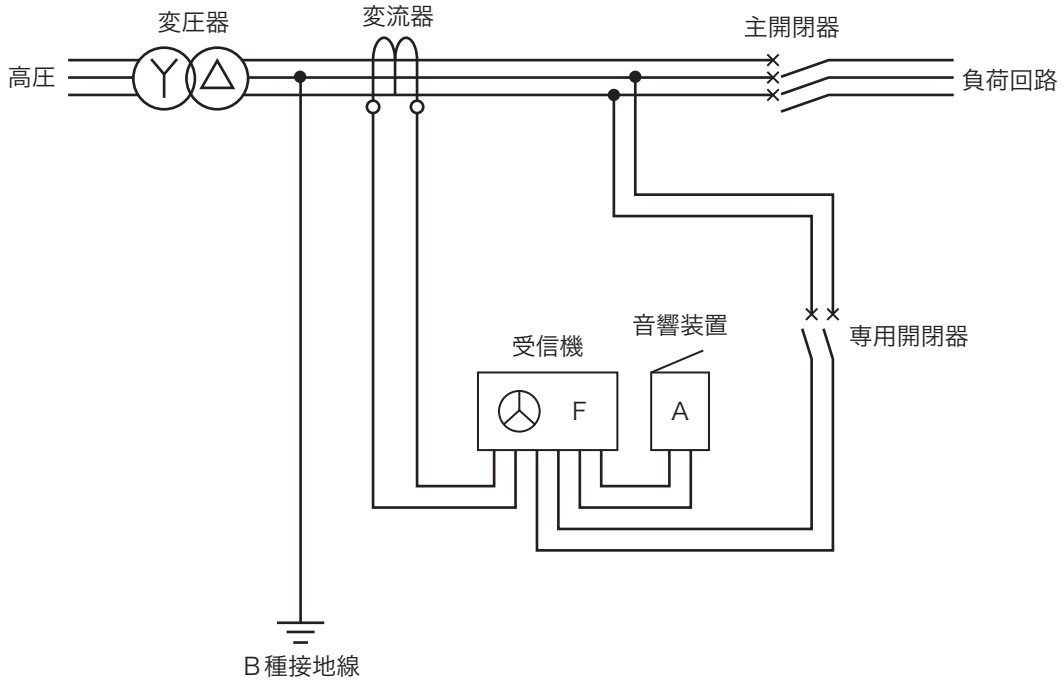 変圧器
変流器
主開閉器
高圧
負荷回路
専用開閉器
音響装置
受信機
F
A
B種接地線